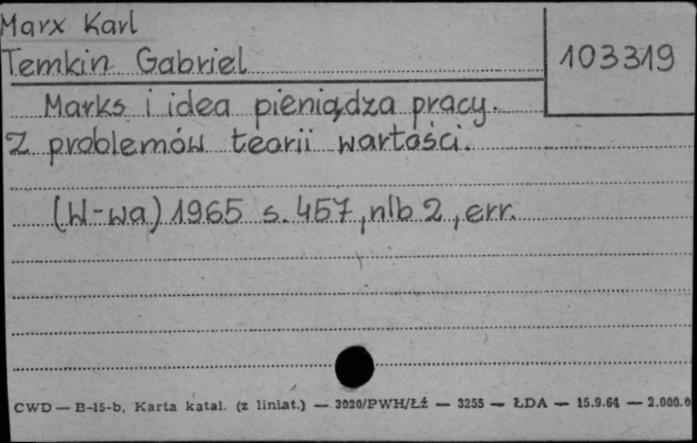 Marx Karl
Temkin Gabriel
103319
Marks i idea pieniądza pracy.
Z problemów teorii wartości.
(W-wa) 1965 s. 457, nlb 2, err.
CWD — B-15-b, Karta katal. (z liniat.) — 3020/PWH/Łź — 3255 — ŁDA — 15.9.64 — 2.000.0